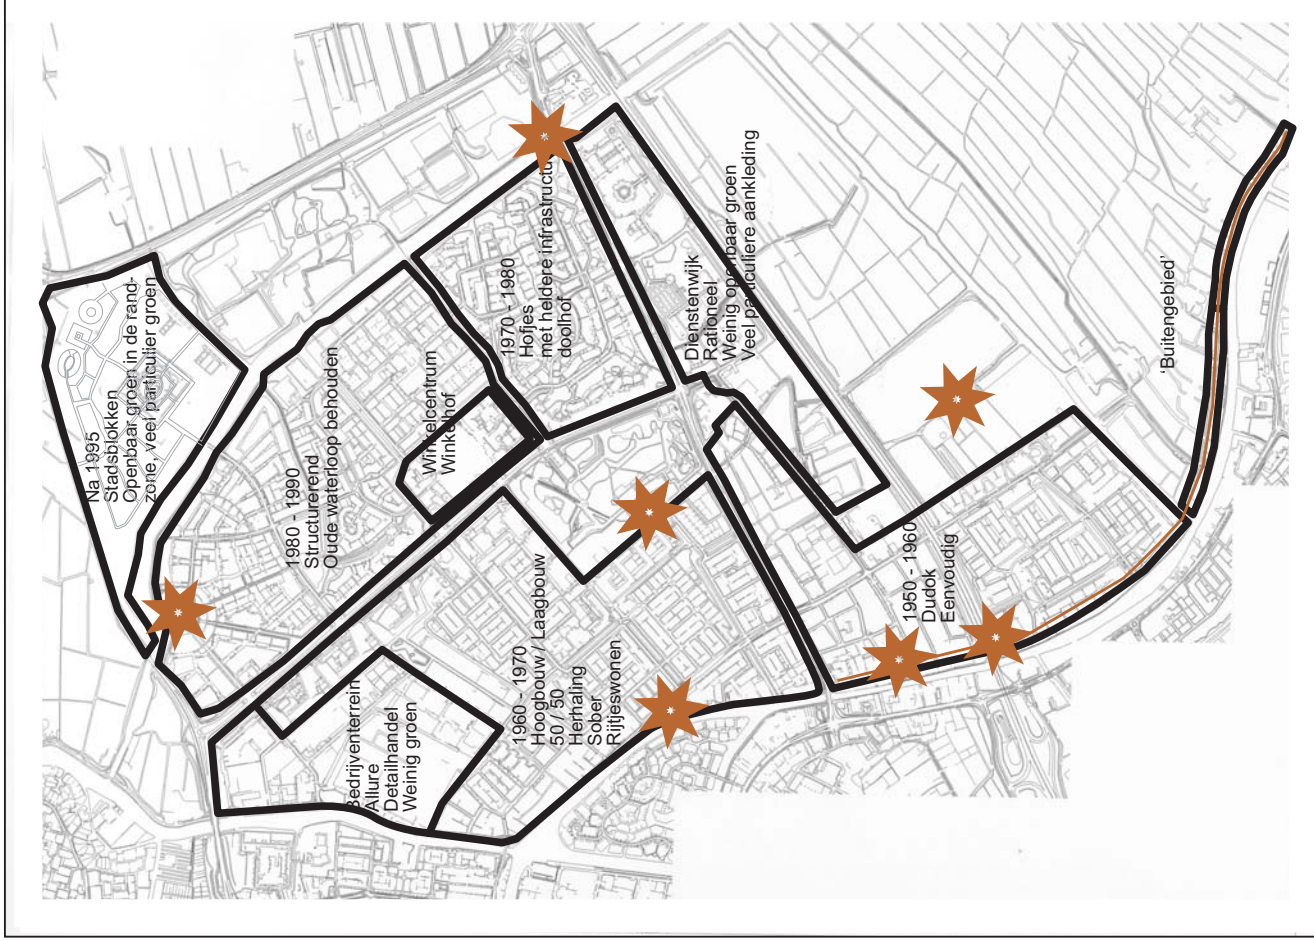 Na 1995
Stadsblokken
Openbaar groen in de rand-
zone, veel particulier groen
1980 - 1990
Structurerend
Oude waterloop behouden
Winkelcentrum
Winkelhof
1970 - 1980
Hofjes
met heldere infrastructuur
doolhof
Dienstenwijk
Rationeel
Weinig openbaar groen
Veel particuliere aankleding
Bedrijventerrein
Allure
Detailhandel
Weinig groen
1960 - 1970
Hoogbouw / Laagbouw
50 / 50
Herhaling
Sober
Rijtjeswonen
1950 - 1960
Dudok
Eenvoudig
'Buitengebied'